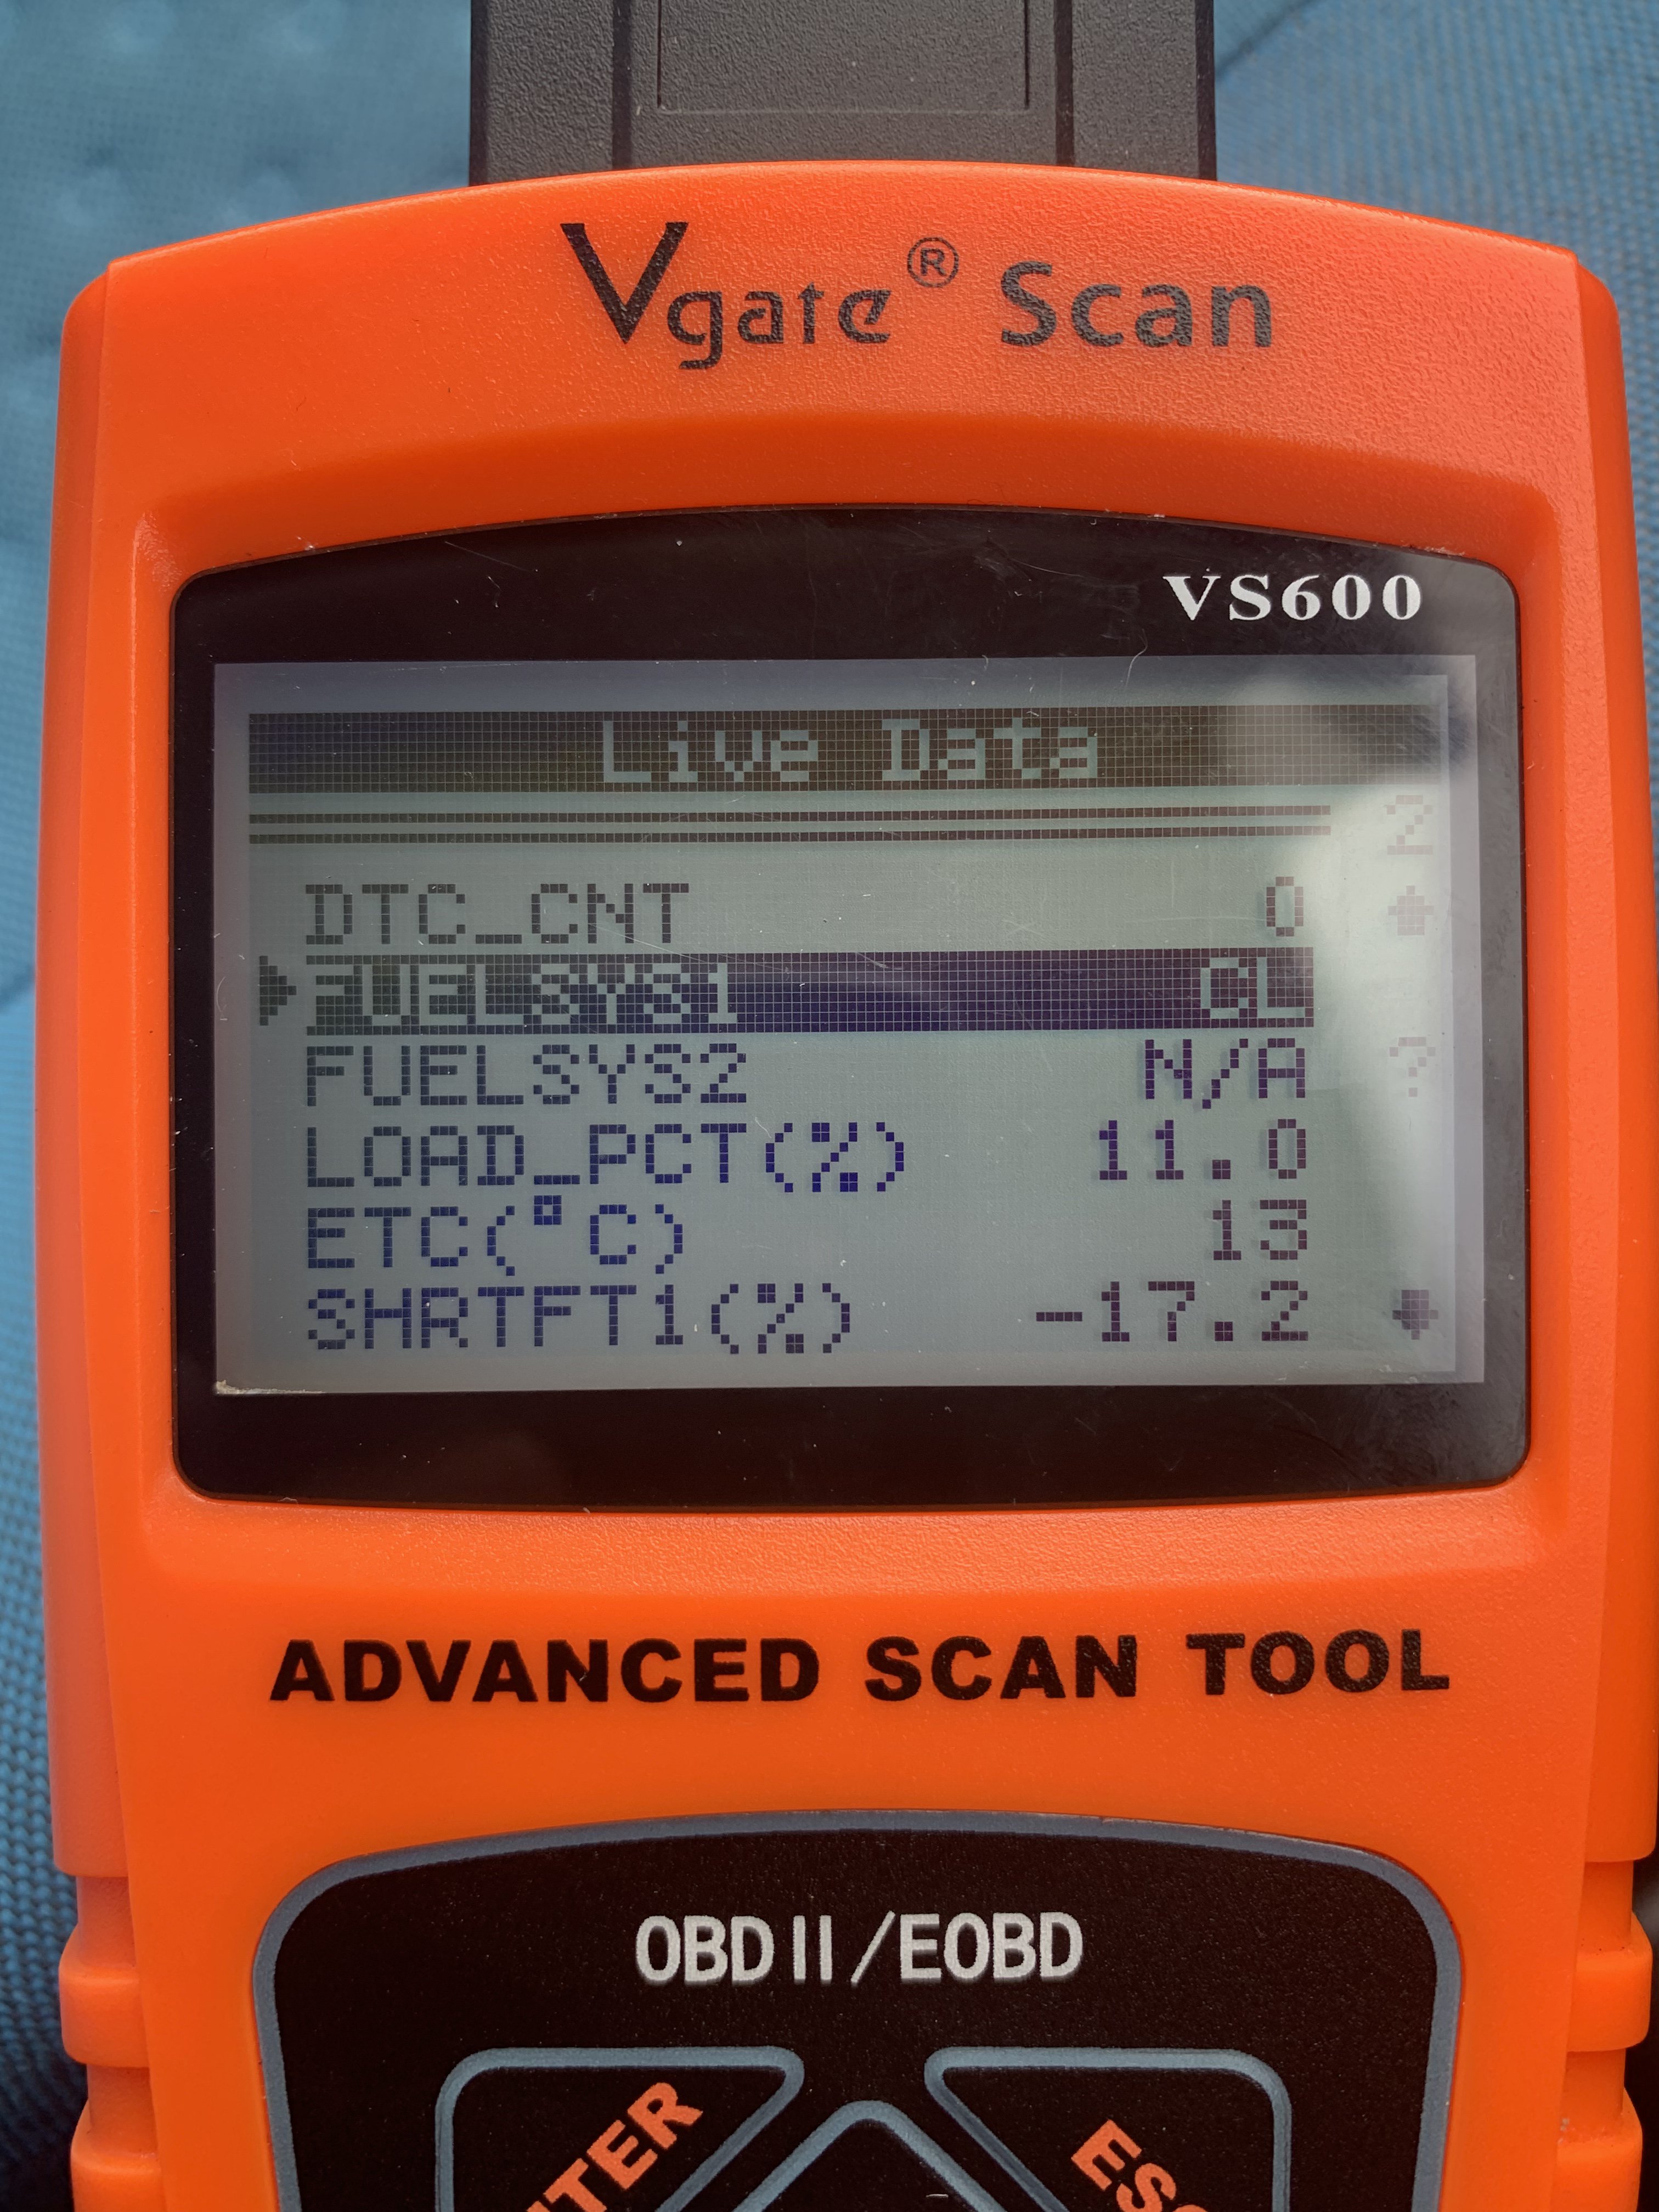 Vgate® Scan
VS600
Live Data
2
DTC_CNT 0
FUELSYS1 CL
FUELSYS2 N/A
?
LOAD_PCT(%) 11.0
ETC(°C) 13
SHRTFT1(%) -17.2
ADVANCED SCAN TOOL
OBD II/EOBD